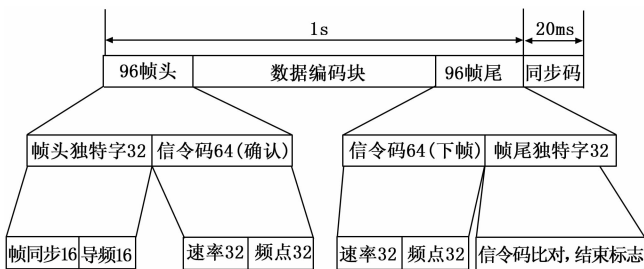 1s
20ms
96帧头
数据编码块
96帧尾
同步码
帧头独特字32
信令码64(确认)
信令码64(下帧)
帧尾独特字32
帧同步16
导频16
速率32
频点32
速率32
频点32
信令码比对,结束标志